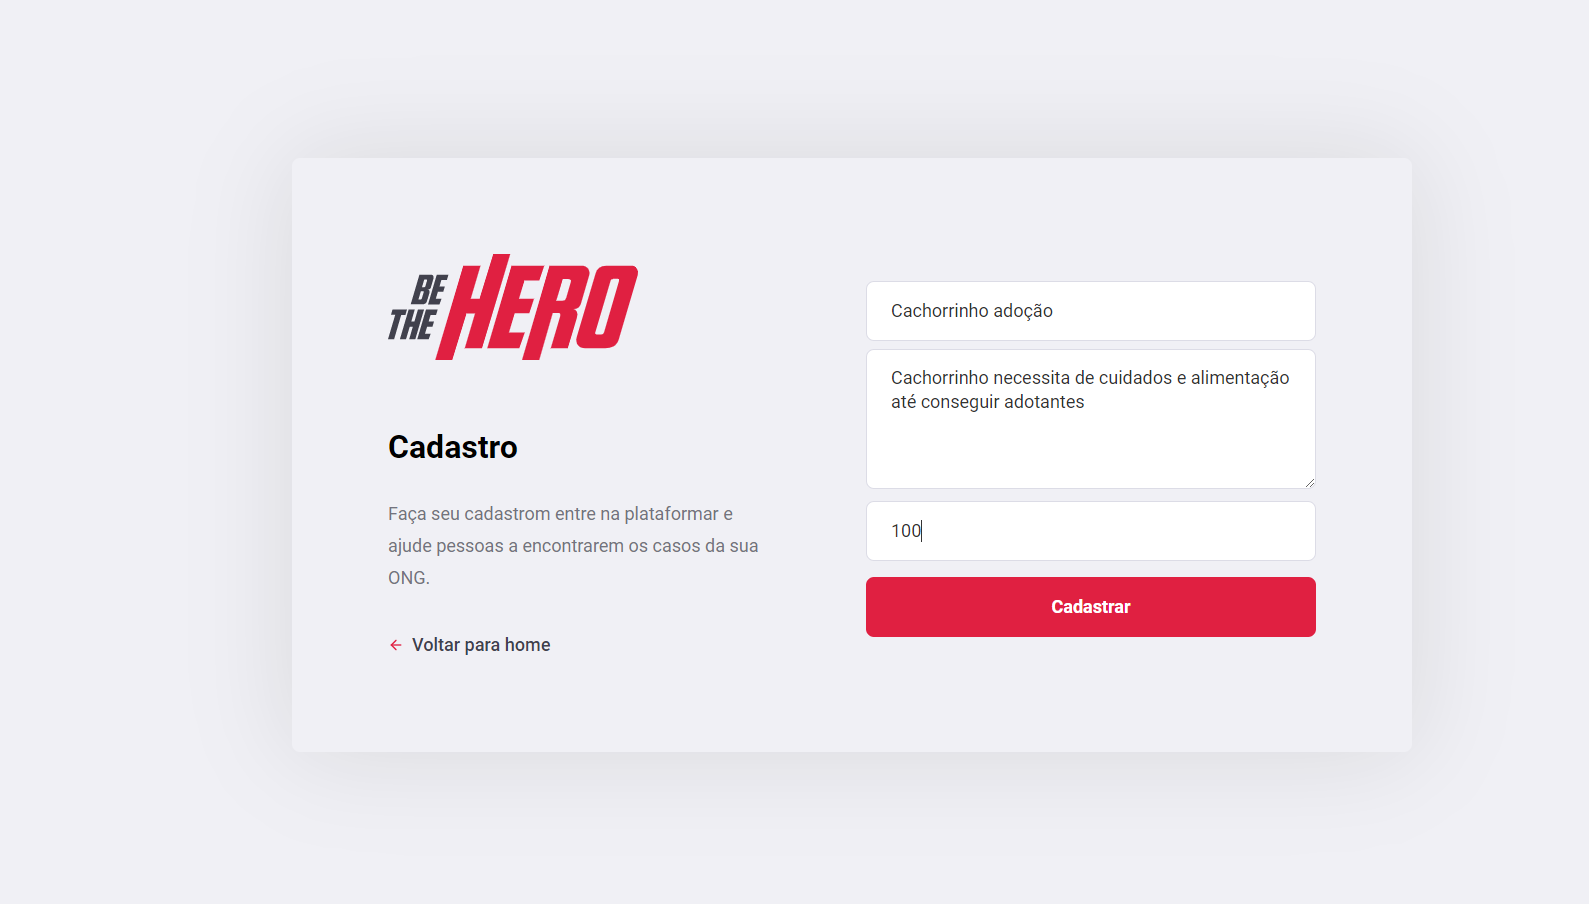 BE
THE
HERO
Cadastro
Faça seu cadastrom entre na plataformar e
ajude pessoas a encontrarem os casos da sua
ONG.
Voltar para home
Cachorrinho adoção
Cachorrinho necessita de cuidados e alimentação
até conseguir adotantes
100
Cadastrar